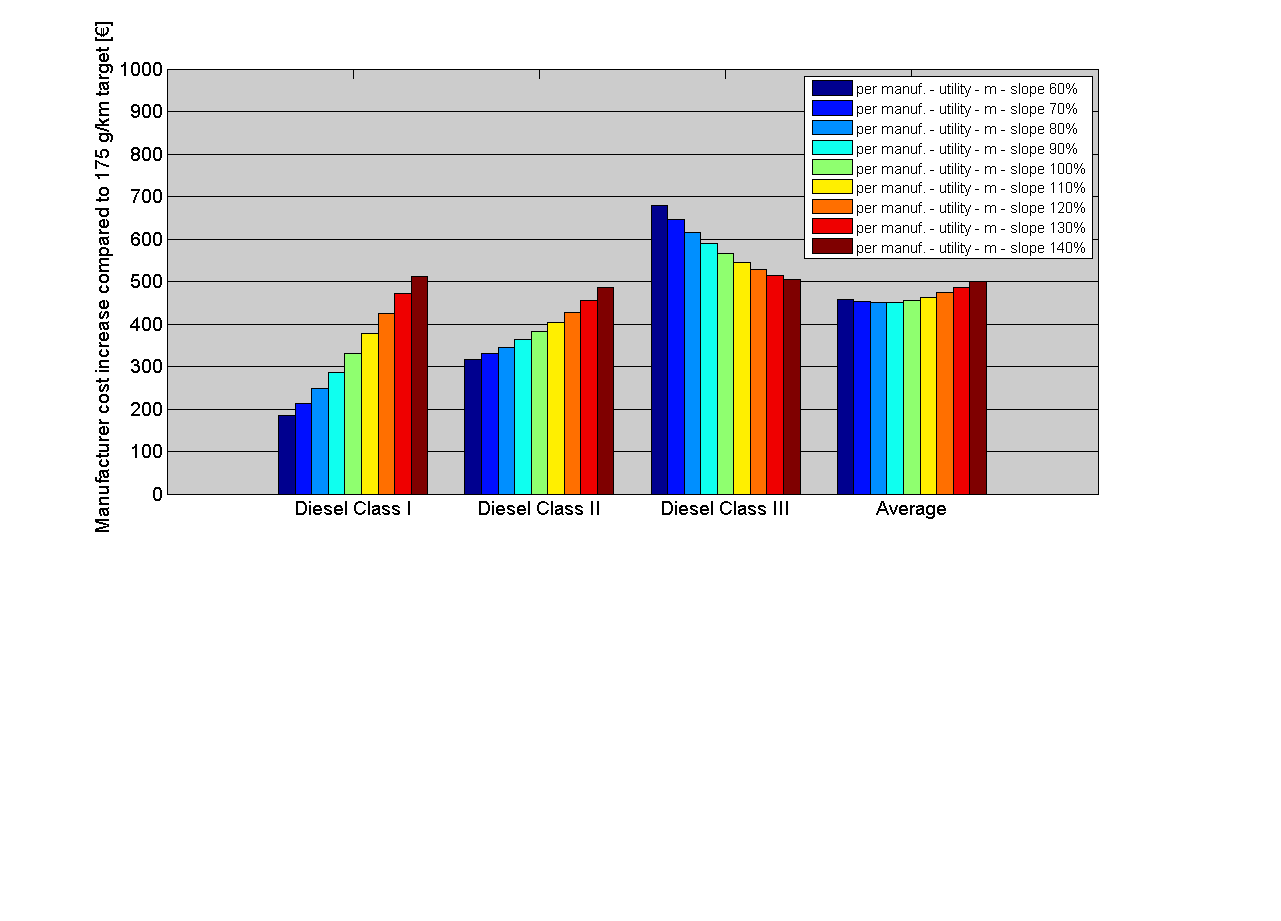 Manufacturer cost increase compared to 175 g/km target [€]
1000
900
800
700
600
500
400
300
200
100
0
per manuf. - utility - m - slope 60%
per manuf. - utility - m - slope 70%
per manuf. - utility - m - slope 80%
per manuf. - utility - m - slope 90%
per manuf. - utility - m - slope 100%
per manuf. - utility - m - slope 110%
per manuf. - utility - m - slope 120%
per manuf. - utility - m - slope 130%
per manuf. - utility - m - slope 140%
Diesel Class I
Diesel Class II
Diesel Class III
Average